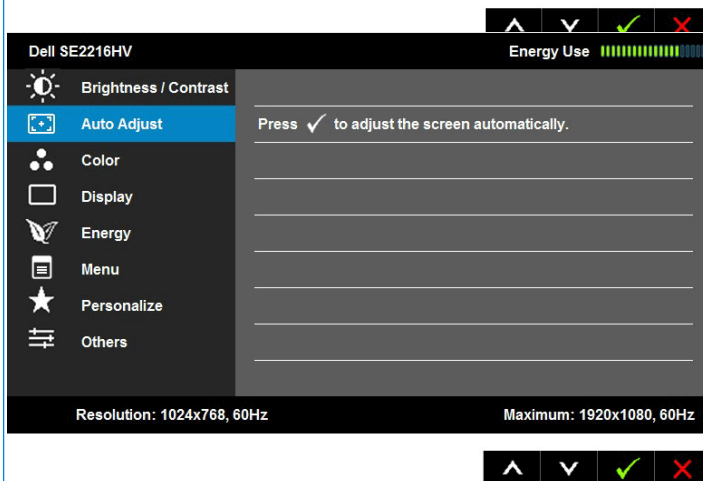 Dell SE2216HV Energy Use
Brightness / Contrast
Auto Adjust Press ✓ to adjust the screen automatically.
Color
Display
Energy
Menu
Personalize
Others
Resolution: 1024x768, 60Hz Maximum: 1920x1080, 60Hz